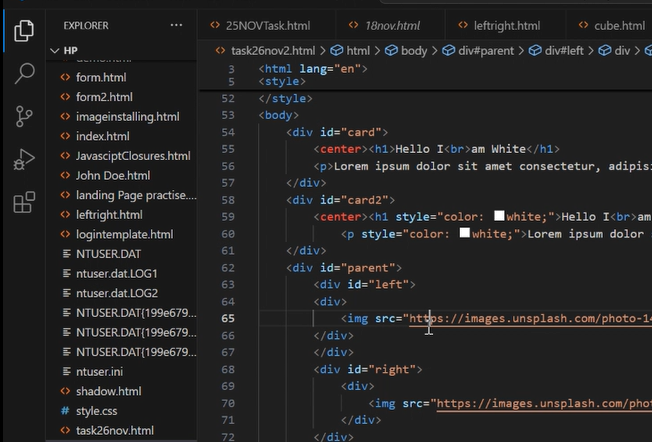 EXPLORER
HP
form.html
form2.html
imageinstalling.html
index.html
JavasciptClosures.html
John Doe.html
landing Page practise....
leftright.html
logintemplate.html
NTUSER.DAT
ntuser.dat.LOG1
ntuser.dat.LOG2
NTUSER.DAT{199e679...
NTUSER.DAT{199e679...
NTUSER.DAT{199e679...
ntuser.ini
shadow.html
# style.css
task26nov.html
25NOVTask.html 18nov.html leftright.html cube.html
task26nov2.html > html > body > div#parent > div#left > div >
3 <html lang="en">
5 <style>
52 </style>
53 <body>
54 <div id="card">
55 <center><h1>Hello I<br>am White</h1>
56 <p>Lorem ipsum dolor sit amet consectetur, adipisi
57 </div>
58 <div id="card2">
59 <center><h1 style="color: white;">Hello I<br>am
60 <p style="color: white;">Lorem ipsum dolor
61 </div>
62 <div id="parent">
63 <div id="left">
64 <div>
65 <img src="https://images.unsplash.com/photo-14
66 </div>
67 </div>
68 <div id="right">
69 <div>
70 <img src="https://images.unsplash.com/pho
71 </div>
72 </div>